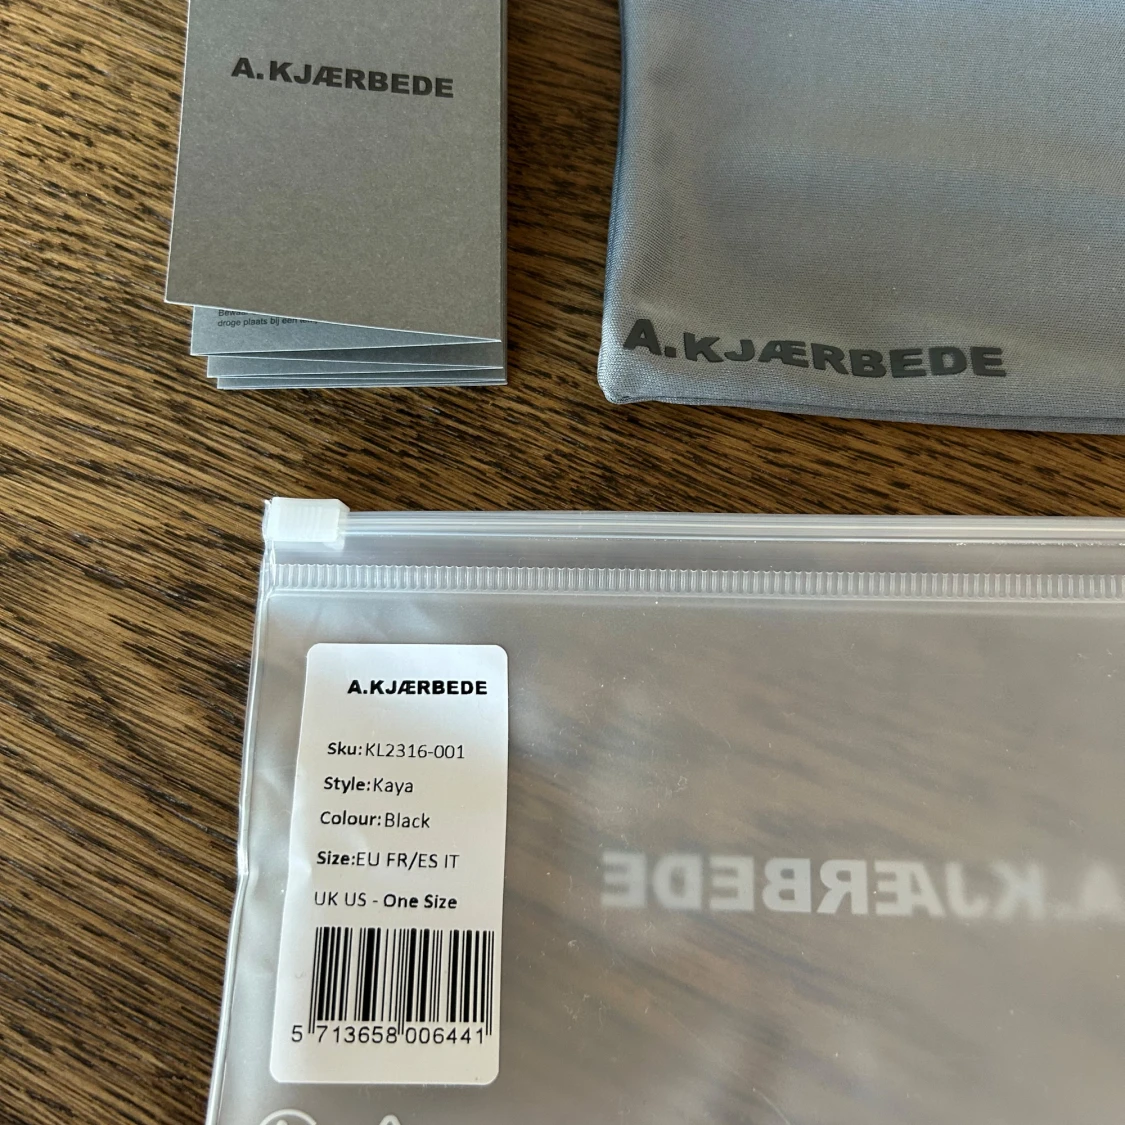 A.KJÆRBEDE
droge plaats bij een
A.KJÆRBEDE
A.KJÆRBEDE
Sku:KL2316-001
Style:Kaya
Colour:Black
Size:EU FR/ES IT
UK US - One Size
5 713658 006441
A.KJÆRBEDE